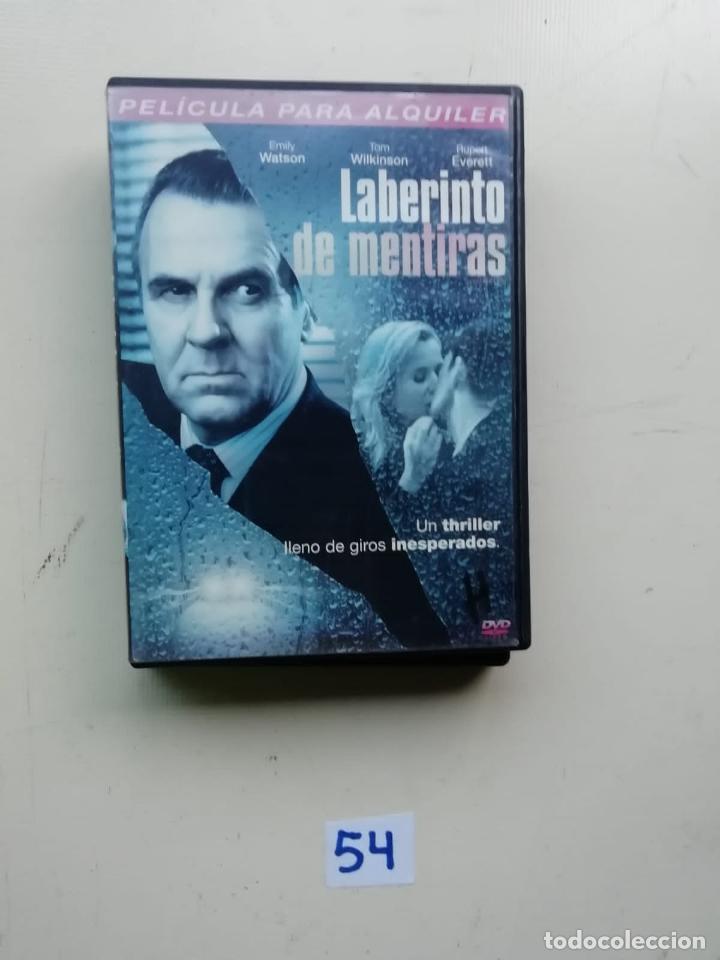 PELÍCULA PARA ALQUILER
Emily Watson
Tom Wilkinson
Rupert Everett
Laberinto
de mentiras
Un thriller
lleno de giros inesperados.
H
DVD
54
todocoleccion